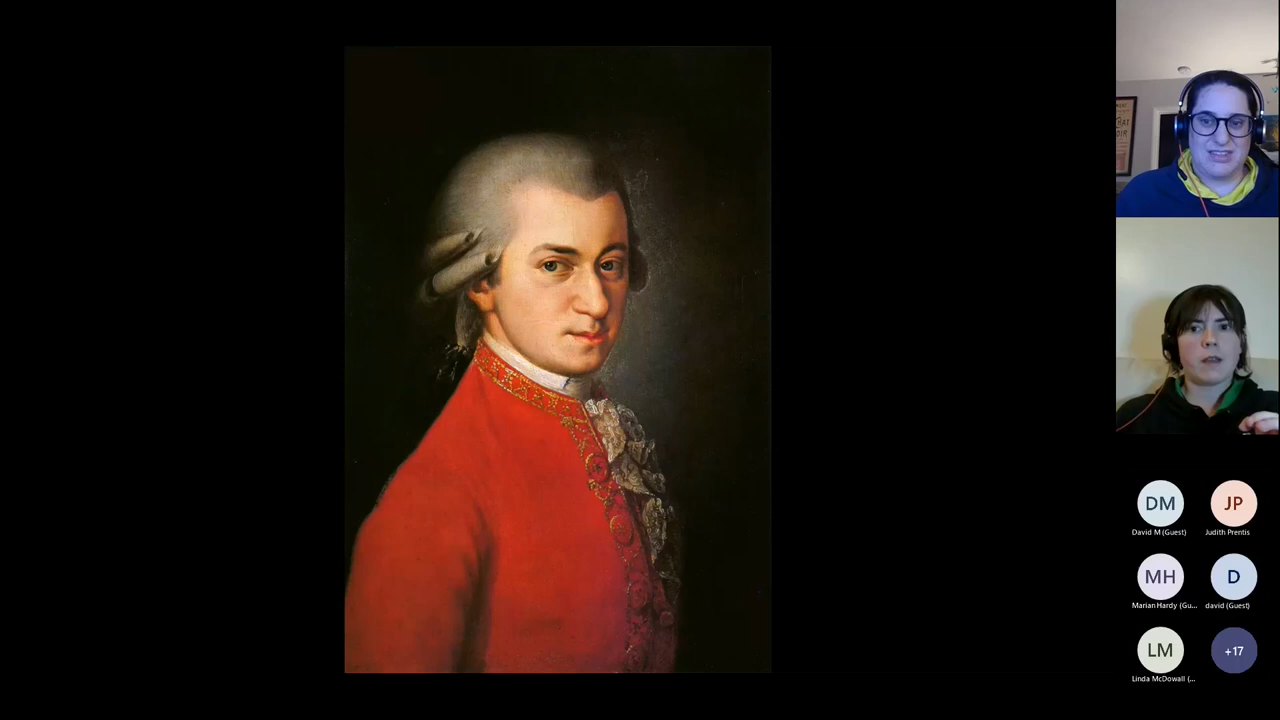 DM
JP
David M (Guest)
Judith Prentis
MH
D
Marian Hardy (Gu...
david (Guest)
LM
+17
Linda McDowall (...